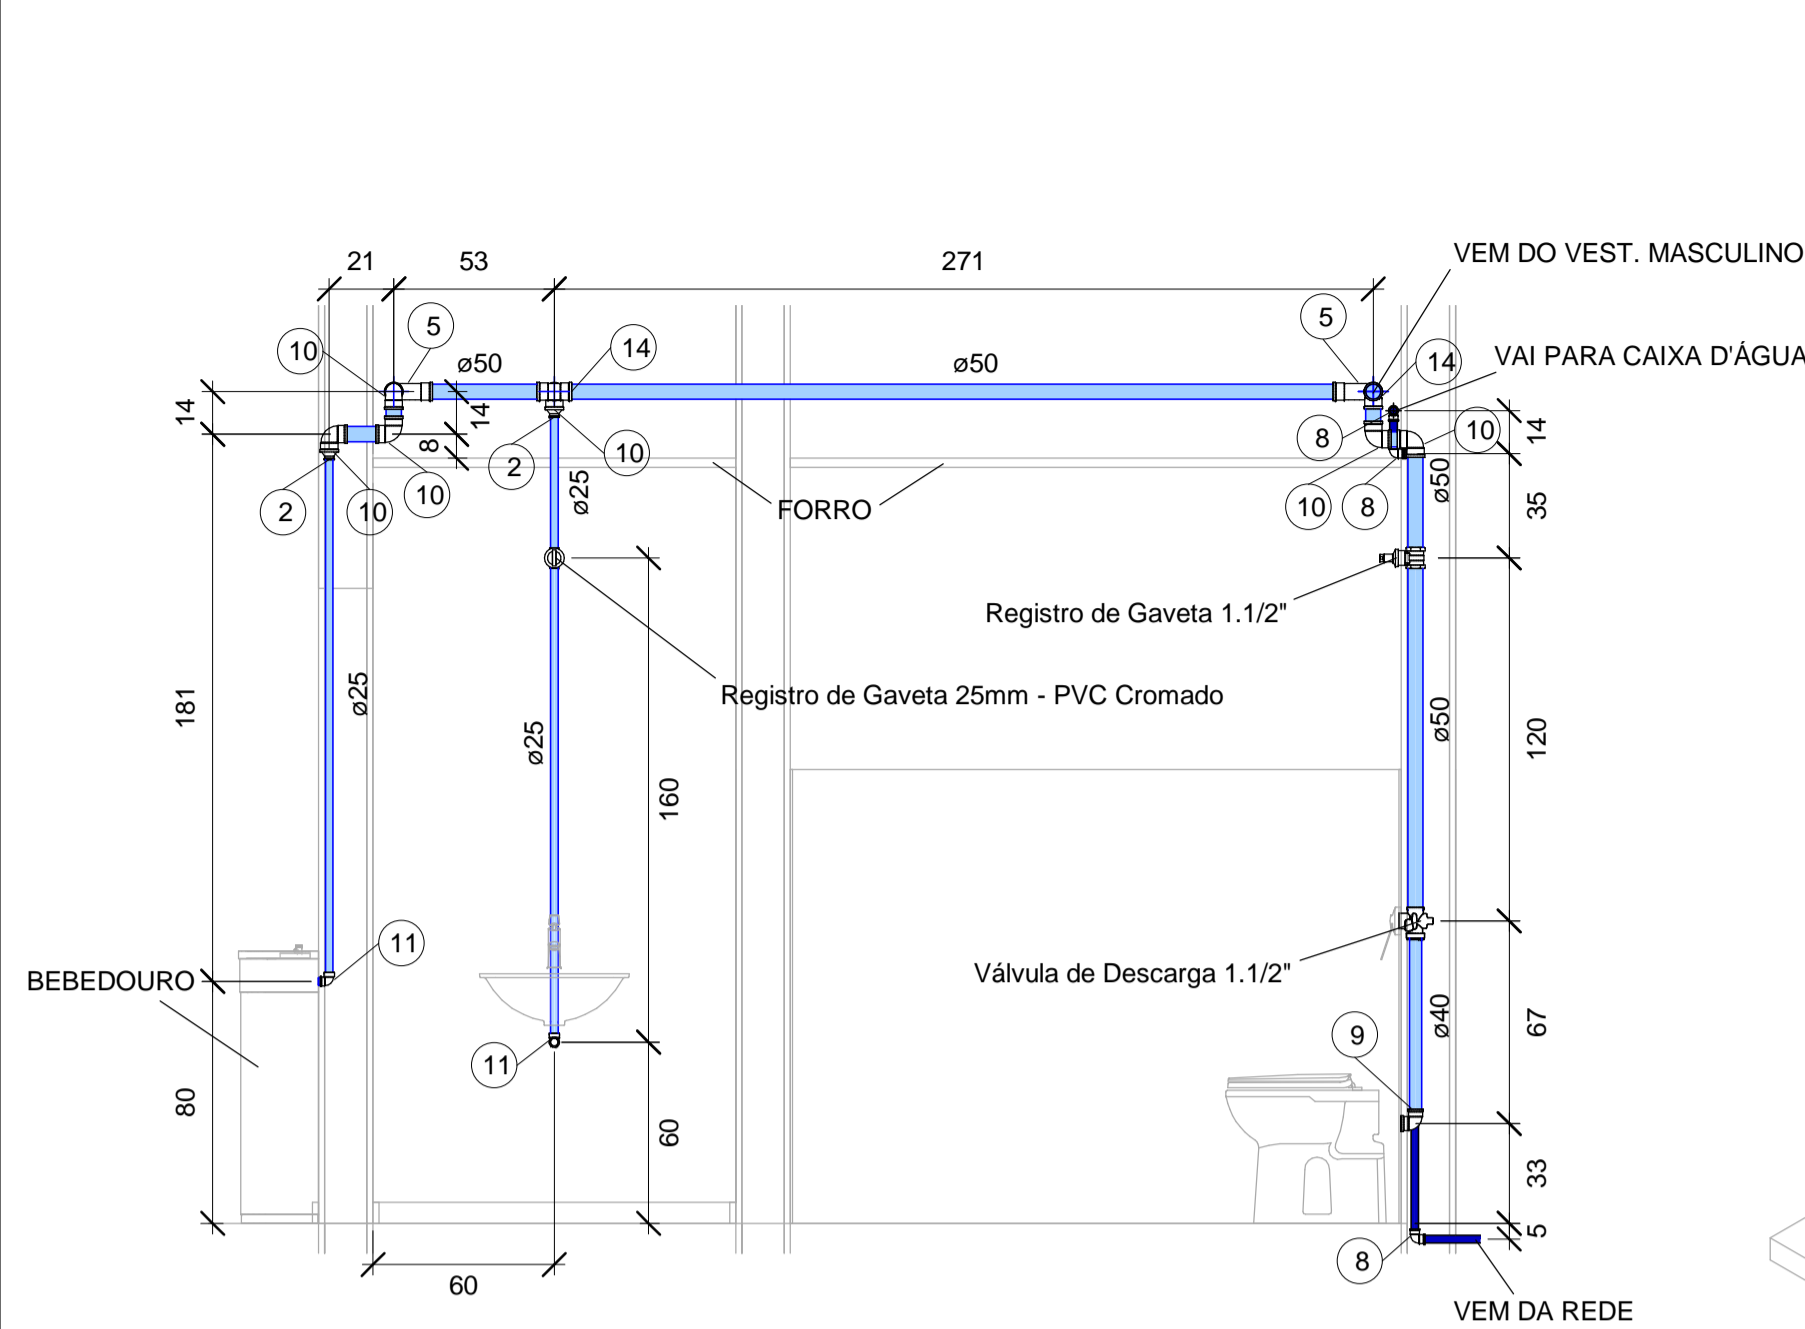 VEM DO VEST. MASCULINO
21
53
271
5
5
10
ø50
14
ø50
14
VAI PARA CAIXA D'ÁGUA
14
14
8
2
10
8
10
14
2
10
10
ø25
FORRO
10
8
ø50
35
Registro de Gaveta 1.1/2"
181
ø25
Registro de Gaveta 25mm - PVC Cromado
ø25
160
ø50
120
11
BEBEDOURO
Válvula de Descarga 1.1/2"
ø40
67
9
11
80
60
33
5
8
60
VEM DA REDE